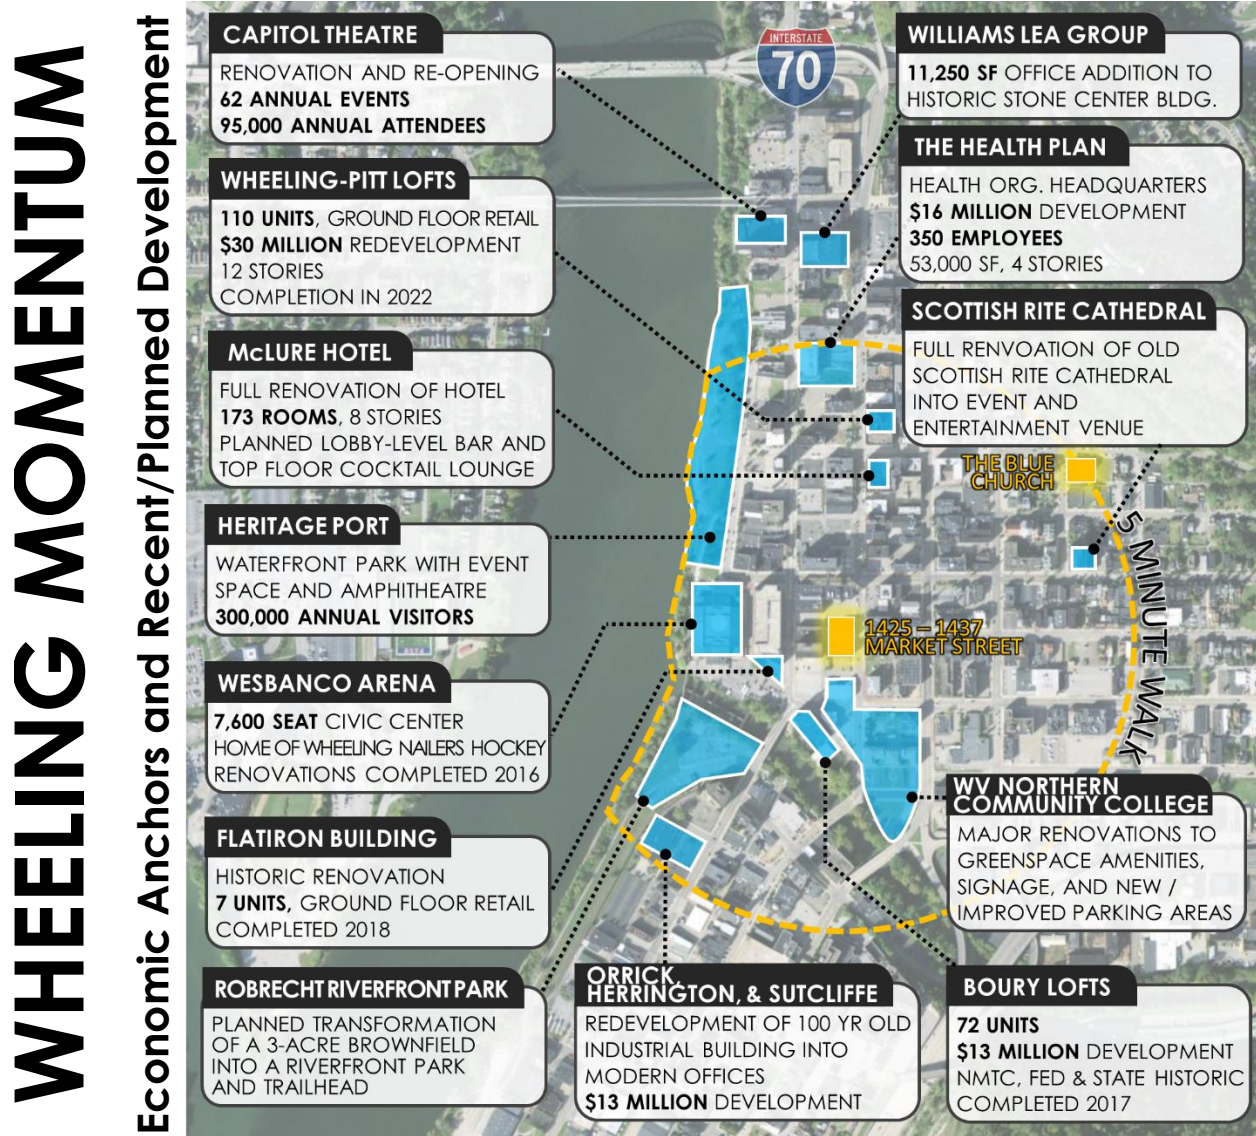 WHEELING MOMENTUM
Economic Anchors and Recent/Planned Development
CAPITOL THEATRE
RENOVATION AND RE-OPENING
62 ANNUAL EVENTS
95,000 ANNUAL ATTENDEES
WHEELING-PITT LOFTS
110 UNITS, GROUND FLOOR RETAIL
$30 MILLION REDEVELOPMENT
12 STORIES
COMPLETION IN 2022
McLURE HOTEL
FULL RENOVATION OF HOTEL
173 ROOMS, 8 STORIES
PLANNED LOBBY-LEVEL BAR AND
TOP FLOOR COCKTAIL LOUNGE
HERITAGE PORT
WATERFRONT PARK WITH EVENT
SPACE AND AMPHITHEATRE
300,000 ANNUAL VISITORS
WESBANCO ARENA
7,600 SEAT CIVIC CENTER
HOME OF WHEELING NAILERS HOCKEY
RENOVATIONS COMPLETED 2016
FLATIRON BUILDING
HISTORIC RENOVATION
7 UNITS, GROUND FLOOR RETAIL
COMPLETED 2018
ROBRECHT RIVERFRONT PARK
PLANNED TRANSFORMATION
OF A 3-ACRE BROWNFIELD
INTO A RIVERFRONT PARK
AND TRAILHEAD
INTERSTATE
70
WILLIAMS LEA GROUP
11,250 SF OFFICE ADDITION TO
HISTORIC STONE CENTER BLDG.
THE HEALTH PLAN
HEALTH ORG. HEADQUARTERS
$16 MILLION DEVELOPMENT
350 EMPLOYEES
53,000 SF, 4 STORIES
SCOTTISH RITE CATHEDRAL
FULL RENVOATION OF OLD
SCOTTISH RITE CATHEDRAL
INTO EVENT AND
ENTERTAINMENT VENUE
THE BLUE
CHURCH
5 MINUTE WALK
1425 – 1437
MARKET STREET
WV NORTHERN
COMMUNITY COLLEGE
MAJOR RENOVATIONS TO
GREENSPACE AMENITIES,
SIGNAGE, AND NEW /
IMPROVED PARKING AREAS
ORRICK,
HERRINGTON, & SUTCLIFFE
REDEVELOPMENT OF 100 YR OLD
INDUSTRIAL BUILDING INTO
MODERN OFFICES
$13 MILLION DEVELOPMENT
BOURY LOFTS
72 UNITS
$13 MILLION DEVELOPMENT
NMTC, FED & STATE HISTORIC
COMPLETED 2017